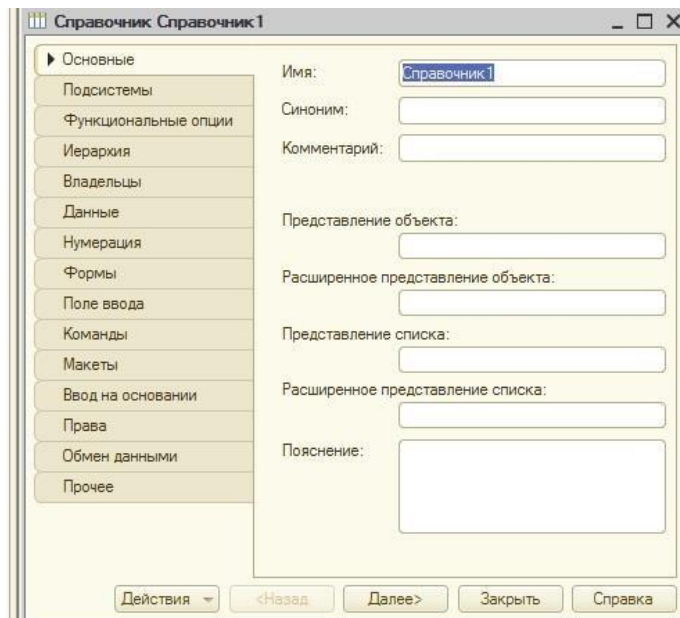 Справочник Справочник1
Основные
Подсистемы
Функциональные опции
Иерархия
Владельцы
Данные
Нумерация
Формы
Поле ввода
Команды
Макеты
Ввод на основании
Права
Обмен данными
Прочее
Имя: Справочник1
Синоним:
Комментарий:
Представление объекта:
Расширенное представление объекта:
Представление списка:
Расширенное представление списка:
Пояснение:
Действия <Назад Далее> Закрыть Справка